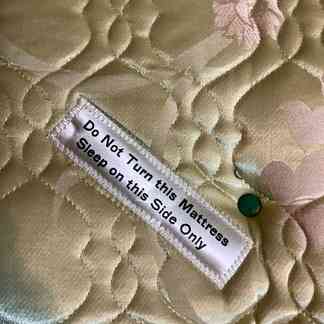 Do Not Turn this Mattress
Sleep on this Side Only